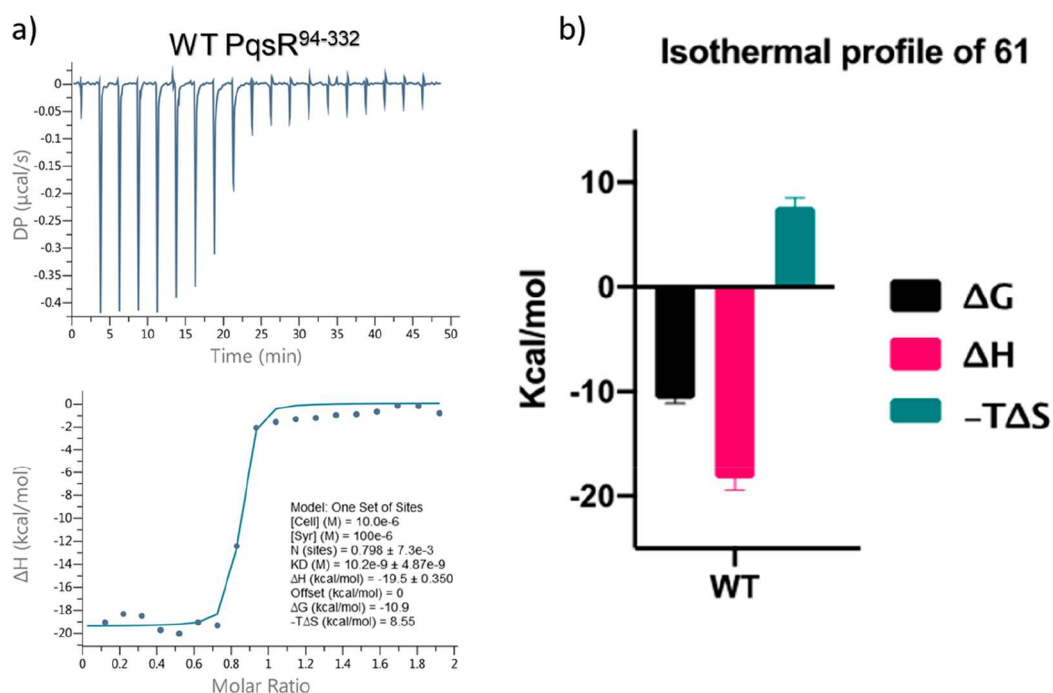 a)
WT PqsR94-332
0
-0.05
-0.1
-0.15
-0.2
-0.25
-0.3
-0.35
-0.4
DP (µcal/s)
0 5 10 15 20 25 30 35 40 45 50
Time (min)
0
-2
-4
-6
-8
-10
-12
-14
-16
-18
-20
ΔH (kcal/mol)
Model: One Set of Sites
[Cell] (M) = 10.0e-6
[Syr] (M) = 100e-6
N (sites) = 0.798 ± 7.3e-3
KD (M) = 10.2e-9 ± 4.87e-9
ΔH (kcal/mol) = -19.5 ± 0.350
Offset (kcal/mol) = 0
ΔG (kcal/mol) = -10.9
-TΔS (kcal/mol) = 8.55
0 0.2 0.4 0.6 0.8 1 1.2 1.4 1.6 1.8 2
Molar Ratio
b)
Isothermal profile of 61
10
0
-10
-20
Kcal/mol
WT
ΔG
ΔH
–TΔS